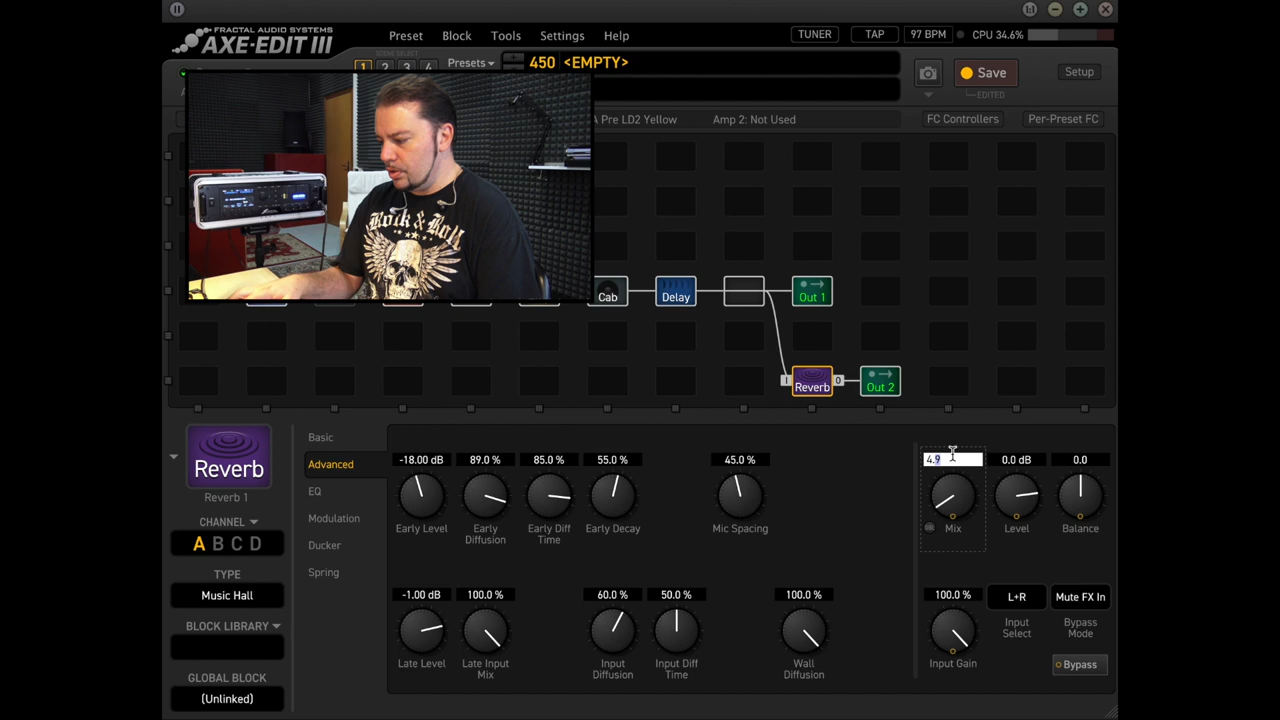 FRACTAL AUDIO SYSTEMS
AXE-EDIT III
Preset Block Tools Settings Help
TUNER TAP 97 BPM CPU 34.6%
1 2 3 4 Presets 450 <EMPTY>
Save
EDITED
Setup
Pre LD2 Yellow Amp 2: Not Used FC Controllers Per-Preset FC
ROCK & ROLL
Cab Delay Out 1
I Reverb O Out 2
Reverb
Reverb 1
CHANNEL
A B C D
TYPE
Music Hall
BLOCK LIBRARY
GLOBAL BLOCK
(Unlinked)
Basic
Advanced
EQ
Modulation
Ducker
Spring
-18.00 dB 89.0 % 85.0 % 55.0 % 45.0 % 4.9 0.0 dB 0.0
Early Level Early Diffusion Early Diff Time Early Decay Mic Spacing Mix Level Balance
-1.00 dB 100.0 % 60.0 % 50.0 % 100.0 % 100.0 % L+R Mute FX In
Late Level Late Input Mix Input Diffusion Input Diff Time Wall Diffusion Input Gain Input Select Bypass Mode
Bypass